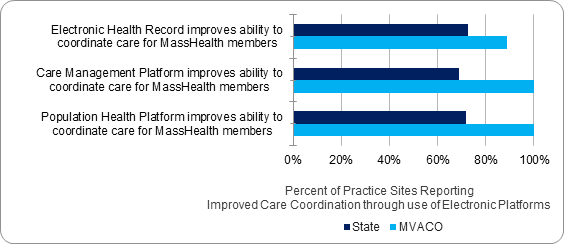 Electronic Health Record improves ability to
coordinate care for MassHealth members
Care Management Platform improves ability to
coordinate care for MassHealth members
Population Health Platform improves ability to
coordinate care for MassHealth members
0% 20% 40% 60% 80% 100%
Percent of Practice Sites Reporting
Improved Care Coordination through use of Electronic Platforms
State MVACO